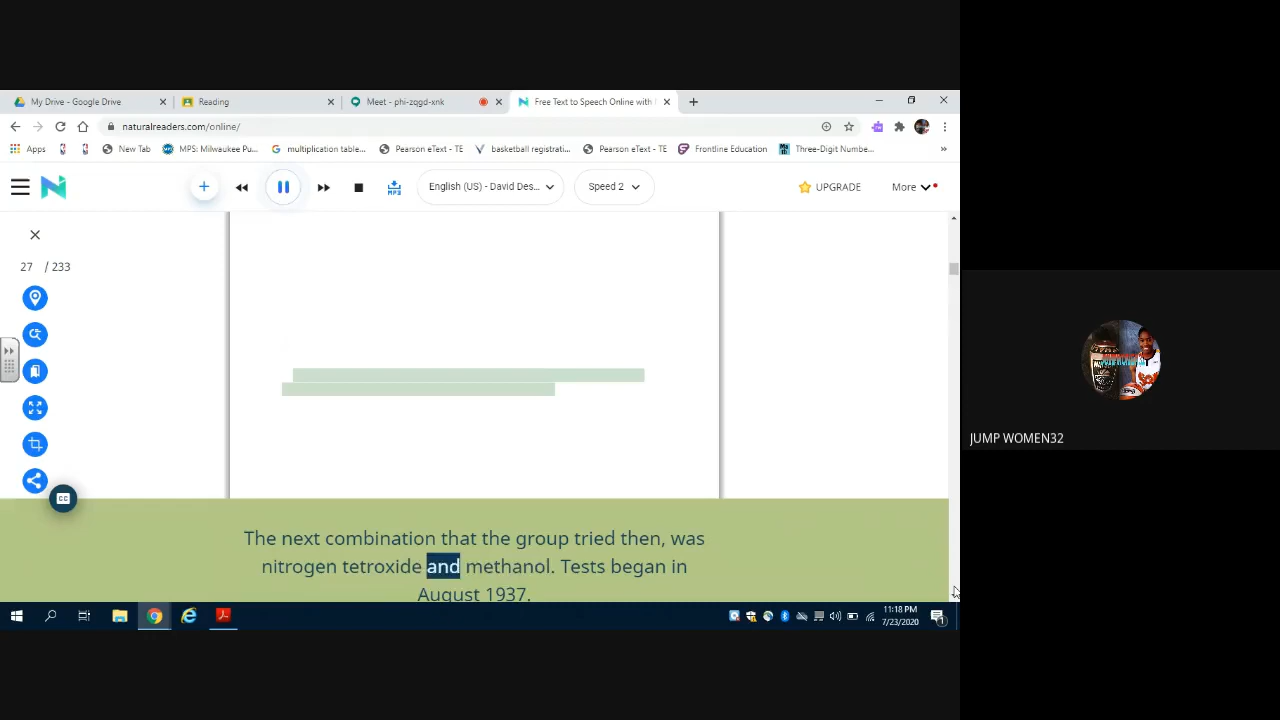 My Drive - Google Drive
Reading
Meet - phi-zqgd-xnk
Free Text to Speech Online with
naturalreaders.com/online/
Apps
New Tab
MPS: Milwaukee Pu...
multiplication table...
Pearson eText - TE
basketball registrati...
Pearson eText - TE
Frontline Education
Three-Digit Numbe...
»
MP3
English (US) - David Des...
Speed 2
UPGRADE
More
27 / 233
JUMP WOMEN32
CC
The next combination that the group tried then, was
nitrogen tetroxide and methanol. Tests began in
August 1937.
11:18 PM
7/23/2020
1